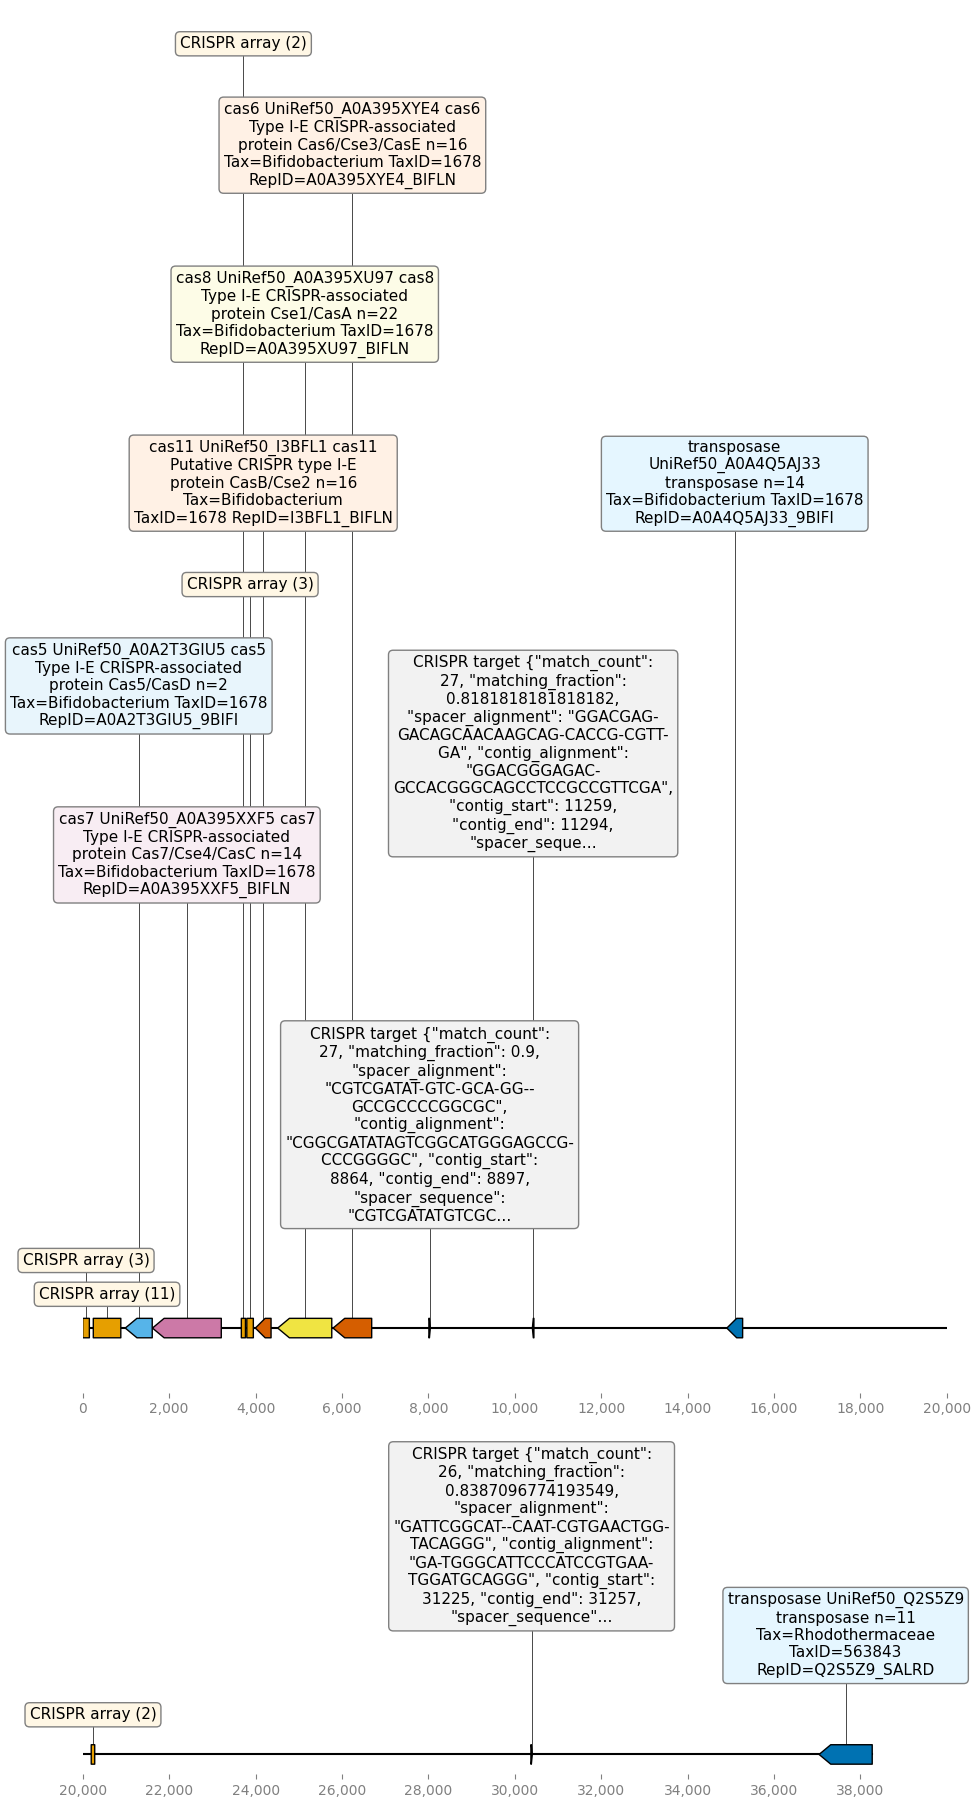 CRISPR array (2)
cas6 UniRef50_A0A395XYE4 cas6
Type I-E CRISPR-associated
protein Cas6/Cse3/CasE n=16
Tax=Bifidobacterium TaxID=1678
RepID=A0A395XYE4_BIFLN
cas8 UniRef50_A0A395XU97 cas8
Type I-E CRISPR-associated
protein Cse1/CasA n=22
Tax=Bifidobacterium TaxID=1678
RepID=A0A395XU97_BIFLN
cas11 UniRef50_I3BFL1 cas11
Putative CRISPR type I-E
protein CasB/Cse2 n=16
Tax=Bifidobacterium
TaxID=1678 RepID=I3BFL1_BIFLN
transposase
UniRef50_A0A4Q5AJ33
transposase n=14
Tax=Bifidobacterium TaxID=1678
RepID=A0A4Q5AJ33_9BIFI
CRISPR array (3)
cas5 UniRef50_A0A2T3GIU5 cas5
Type I-E CRISPR-associated
protein Cas5/CasD n=2
Tax=Bifidobacterium TaxID=1678
RepID=A0A2T3GIU5_9BIFI
CRISPR target {"match_count":
27, "matching_fraction":
0.8181818181818182,
"spacer_alignment": "GGACGAG-
GACAGCAACAAGCAG-CACCG-CGTT-
GA", "contig_alignment":
"GGACGGGAGAC-
GCCACGGGCAGCCTCCGCCGTTCGA",
"contig_start": 11259,
"contig_end": 11294,
"spacer_seque...
cas7 UniRef50_A0A395XXF5 cas7
Type I-E CRISPR-associated
protein Cas7/Cse4/CasC n=14
Tax=Bifidobacterium TaxID=1678
RepID=A0A395XXF5_BIFLN
CRISPR target {"match_count":
27, "matching_fraction": 0.9,
"spacer_alignment":
"CGTCGATAT-GTC-GCA-GG--
GCCGCCCCGGCGC",
"contig_alignment":
"CGGCGATATAGTCGGCATGGGAGCCG-
CCCGGGGC", "contig_start":
8864, "contig_end": 8897,
"spacer_sequence":
"CGTCGATATGTCGC...
CRISPR array (3)
CRISPR array (11)
0 2,000 4,000 6,000 8,000 10,000 12,000 14,000 16,000 18,000 20,000
CRISPR target {"match_count":
26, "matching_fraction":
0.8387096774193549,
"spacer_alignment":
"GATTCGGCAT--CAAT-CGTGAACTGG-
TACAGGG", "contig_alignment":
"GA-TGGGCATTCCCATCCGTGAA-
TGGATGCAGGG", "contig_start":
31225, "contig_end": 31257,
"spacer_sequence"...
transposase UniRef50_Q2S5Z9
transposase n=11
Tax=Rhodothermaceae
TaxID=563843
RepID=Q2S5Z9_SALRD
CRISPR array (2)
20,000 22,000 24,000 26,000 28,000 30,000 32,000 34,000 36,000 38,000